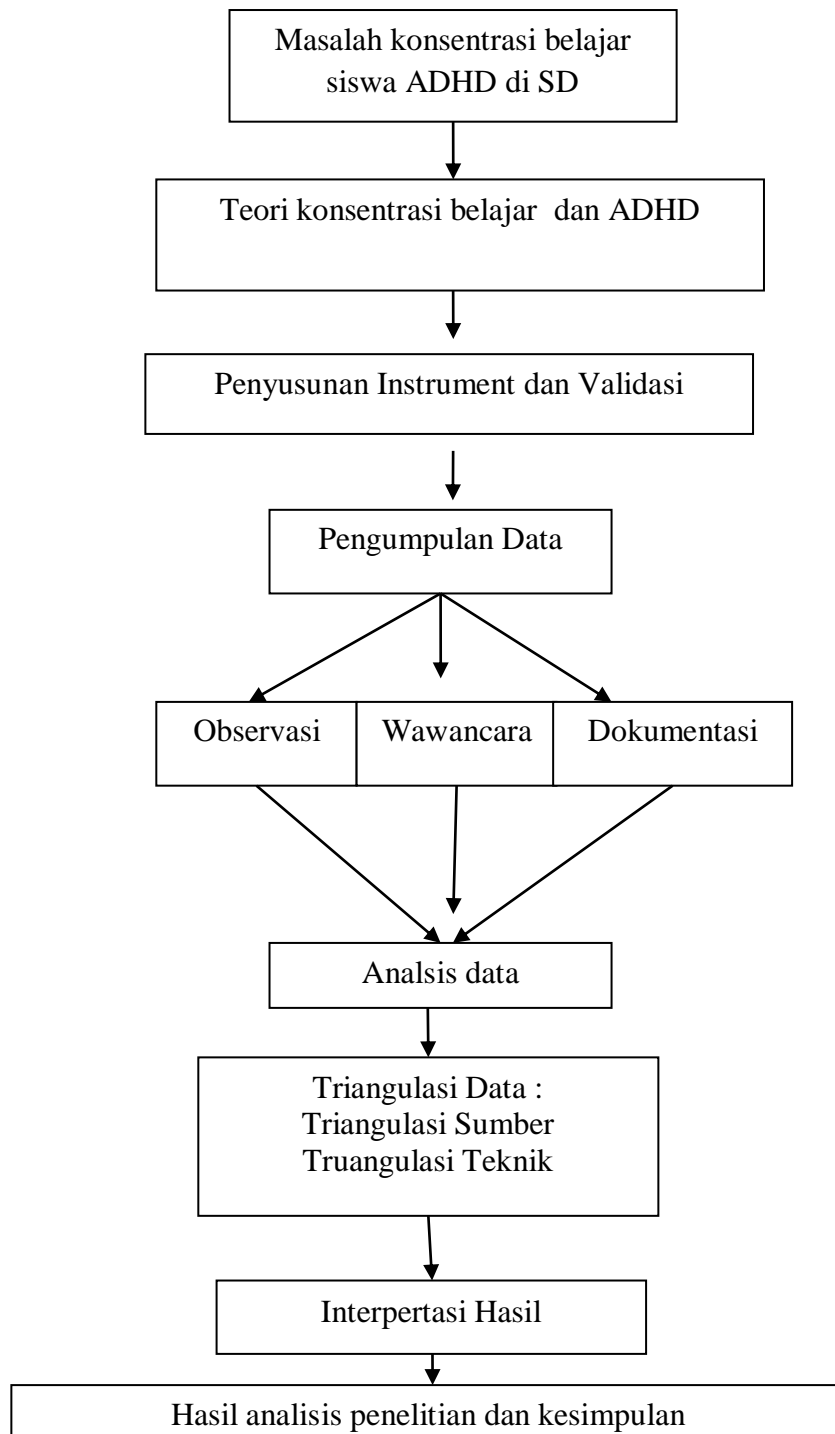 Masalah konsentrasi belajar
siswa ADHD di SD
Teori konsentrasi belajar dan ADHD
Penyusunan Instrument dan Validasi
Pengumpulan Data
Observasi
Wawancara
Dokumentasi
Analsis data
Triangulasi Data :
Triangulasi Sumber
Truangulasi Teknik
Interpertasi Hasil
Hasil analisis penelitian dan kesimpulan